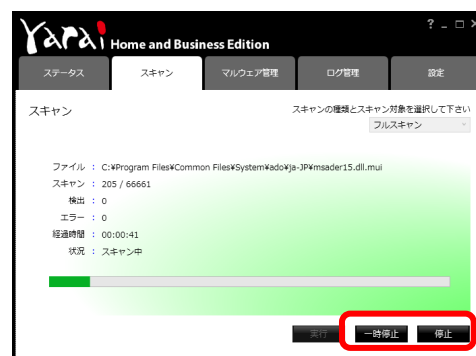 ? _ □ ×
Yarai Home and Business Edition
ステータス スキャン マルウェア管理 ログ管理 設定
スキャン スキャンの種類とスキャン対象を選択して下さい
フルスキャン
ファイル : C:¥Program Files¥Common Files¥System¥ado¥ja-JP¥msader15.dll.mui
スキャン : 205 / 66661
検出 : 0
エラー : 0
経過時間 : 00:00:41
状況 : スキャン中
実行 一時停止 停止